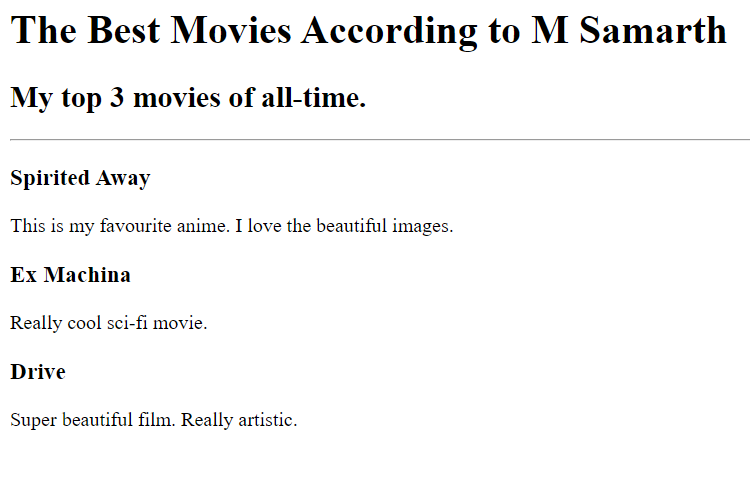 The Best Movies According to M Samarth
My top 3 movies of all-time.
Spirited Away
This is my favourite anime. I love the beautiful images.
Ex Machina
Really cool sci-fi movie.
Drive
Super beautiful film. Really artistic.